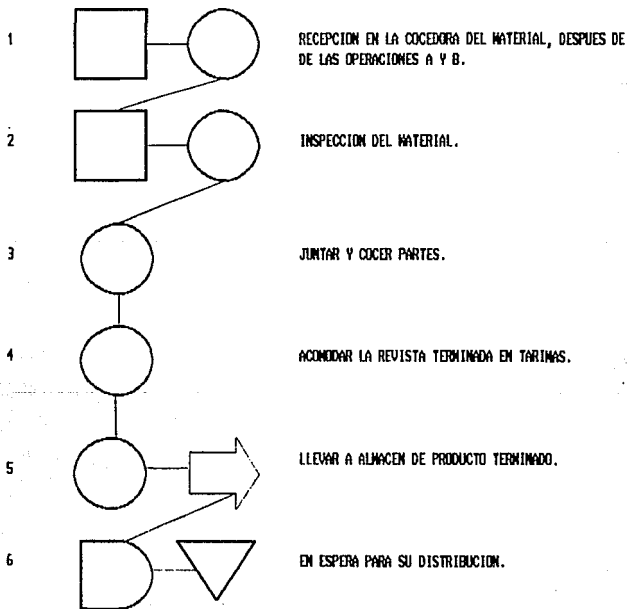 1 RECEPCION EN LA COCEDORA DEL MATERIAL, DESPUES DE
DE LAS OPERACIONES A Y B.
2 INSPECCION DEL MATERIAL.
3 JUNTAR Y COCER PARTES.
4 ACOMODAR LA REVISTA TERMINADA EN TARIMAS.
5 LLEVAR A ALMACEN DE PRODUCTO TERMINADO.
6 EN ESPERA PARA SU DISTRIBUCION.